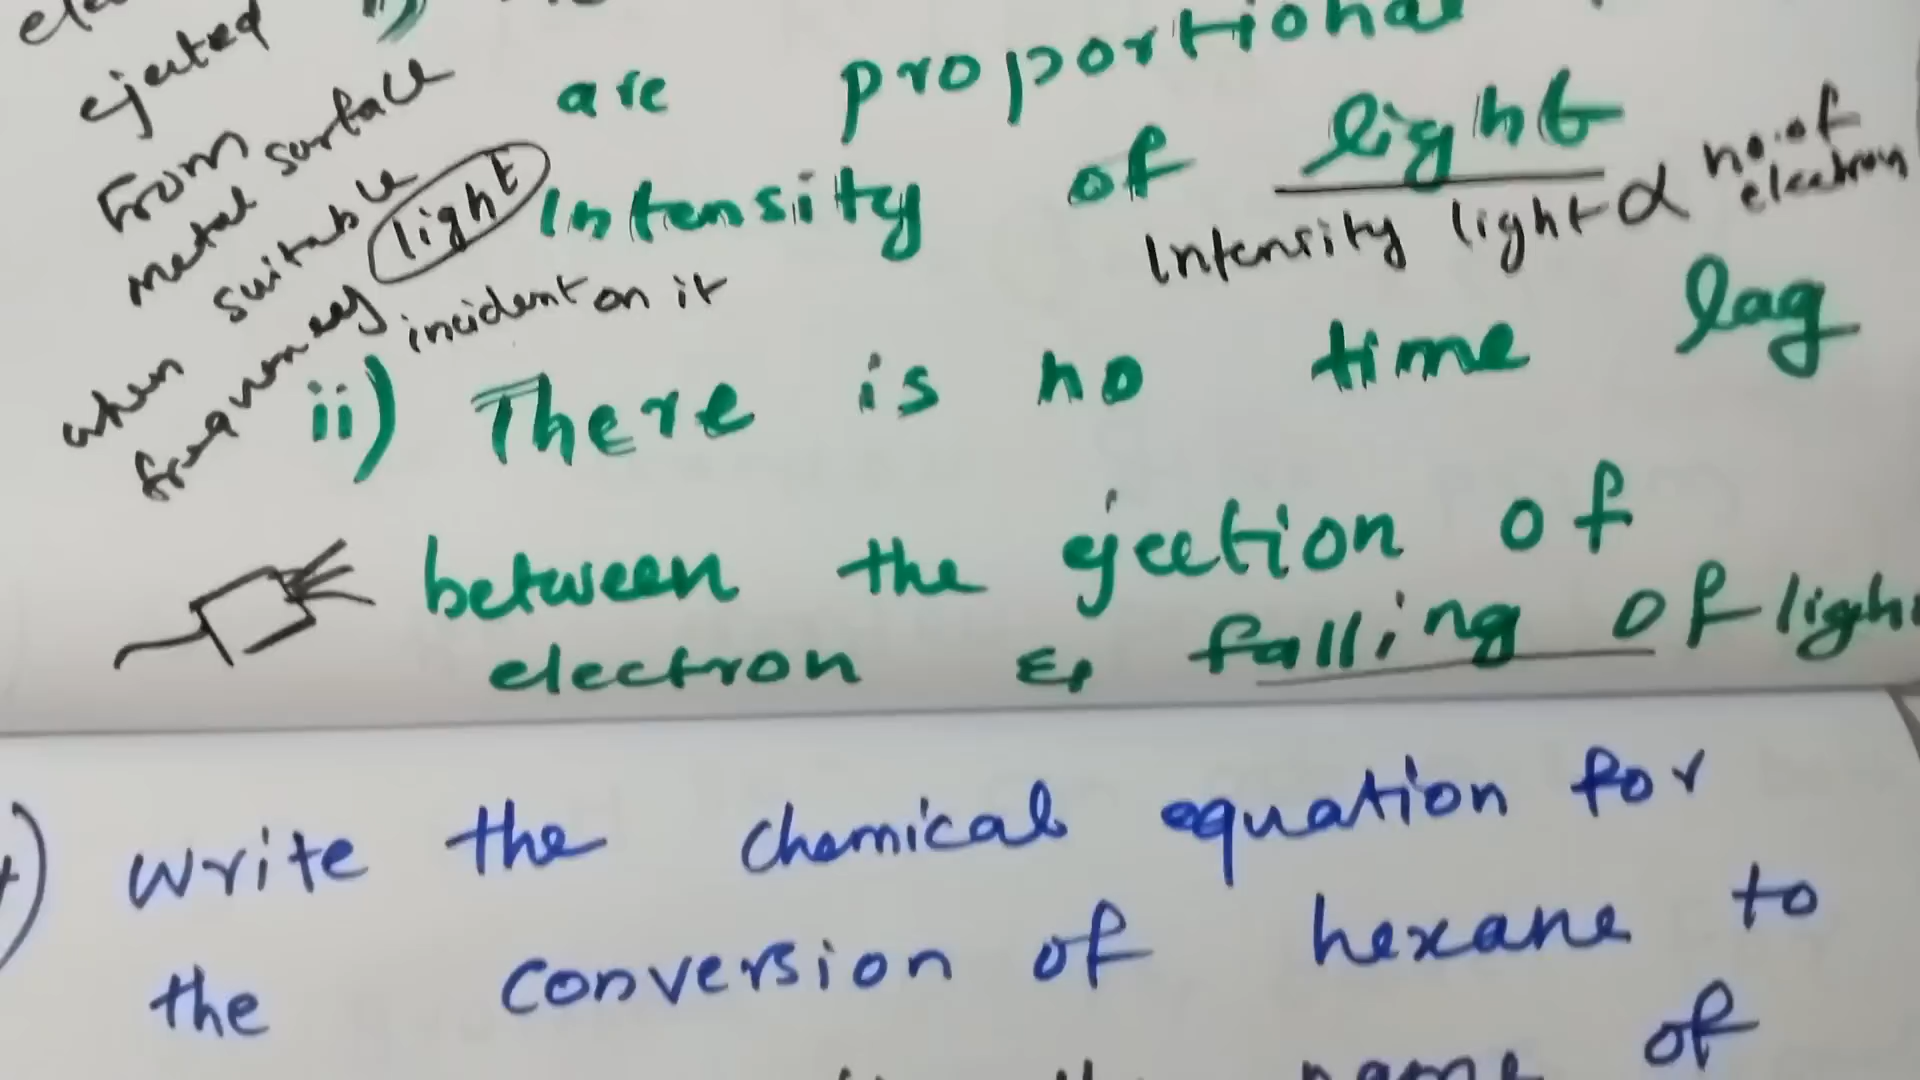 ejected
From
metal surface
when suitable
frequency light
incident on it
are proportional
Intensity of light
Intensity light α no. of
electron
ii) There is no time lag
between the ejection of
electron & falling of light
write the chemical equation for
the conversion of hexane to
name of